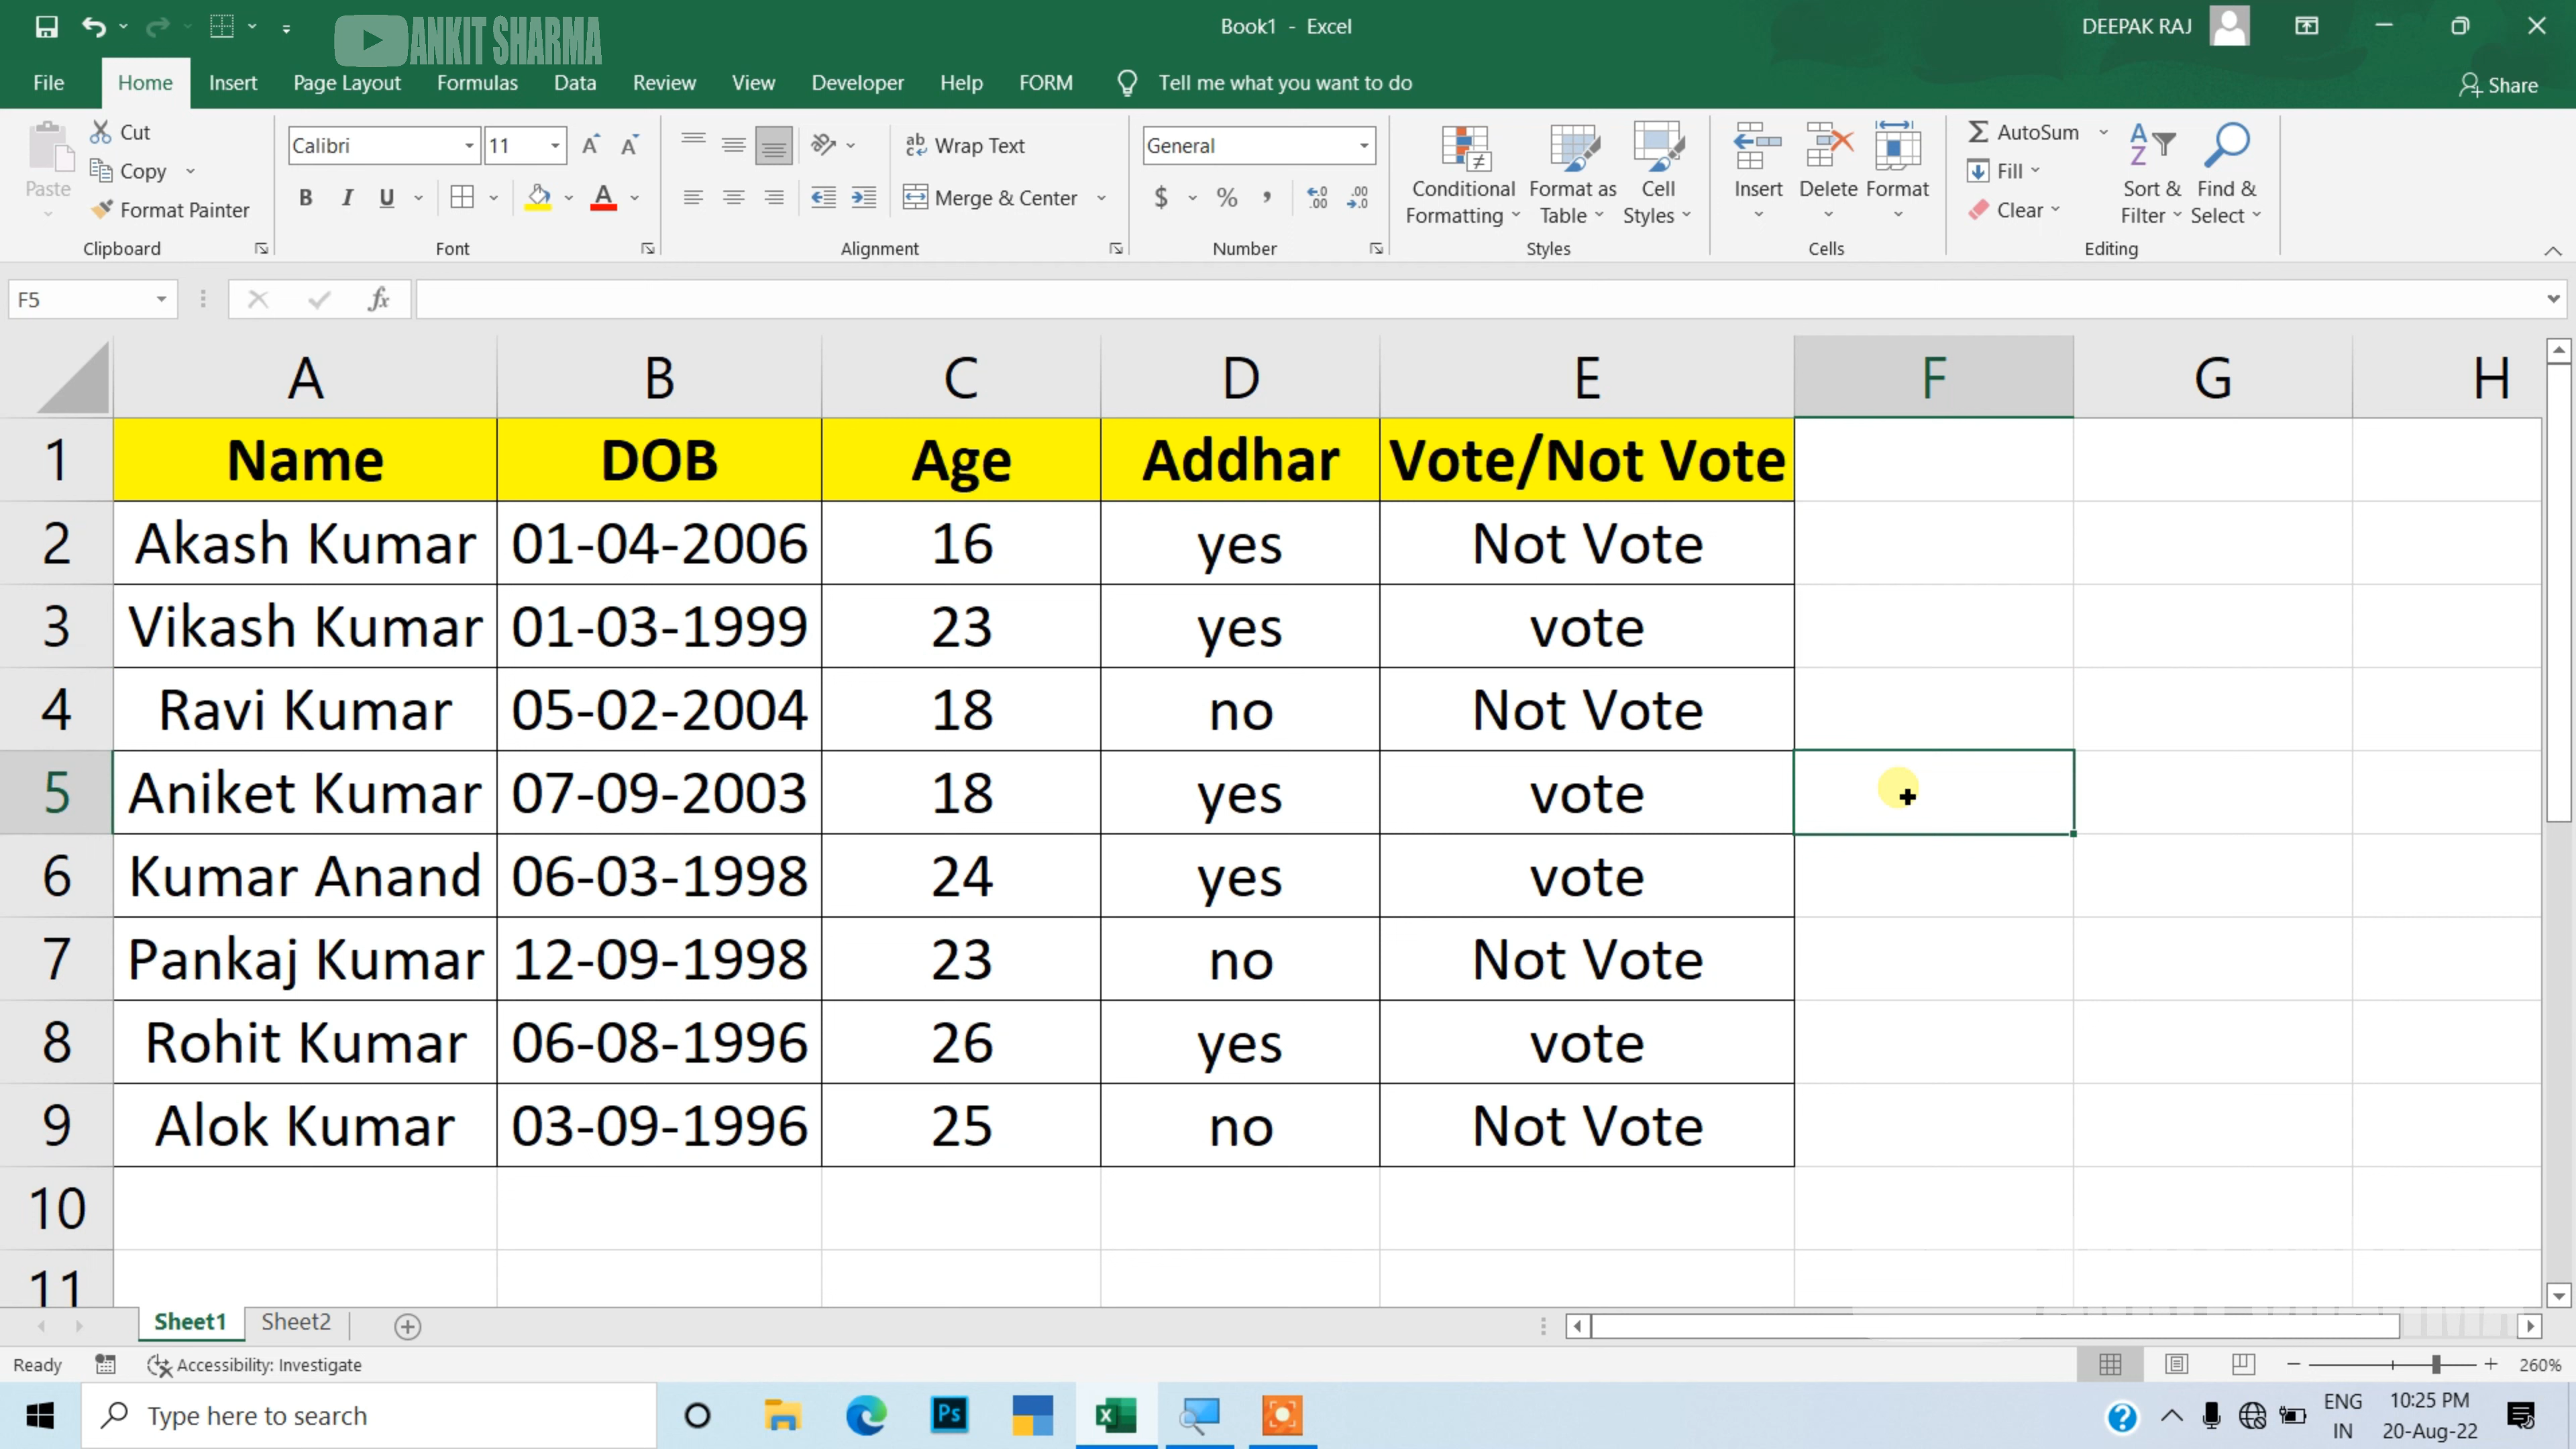 ANKIT SHARMA
Book1 - Excel
DEEPAK RAJ
File Home Insert Page Layout Formulas Data Review View Developer Help FORM Tell me what you want to do Share
Paste
Cut
Copy
Format Painter
Clipboard
Calibri 11
B I U A
Font
Wrap Text
Merge & Center
Alignment
General
$ % ,
Number
Conditional Formatting
Format as Table
Cell Styles
Styles
Insert Delete Format
Cells
AutoSum
Fill
Clear
Sort & Filter
Find & Select
Editing
F5 fx
A B C D E F G H
1 Name DOB Age Addhar Vote/Not Vote
2 Akash Kumar 01-04-2006 16 yes Not Vote
3 Vikash Kumar 01-03-1999 23 yes vote
4 Ravi Kumar 05-02-2004 18 no Not Vote
5 Aniket Kumar 07-09-2003 18 yes vote
6 Kumar Anand 06-03-1998 24 yes vote
7 Pankaj Kumar 12-09-1998 23 no Not Vote
8 Rohit Kumar 06-08-1996 26 yes vote
9 Alok Kumar 03-09-1996 25 no Not Vote
10
11
Sheet1 Sheet2
Ready Accessibility: Investigate 260%
Type here to search
Ps
ENG
IN
10:25 PM
20-Aug-22